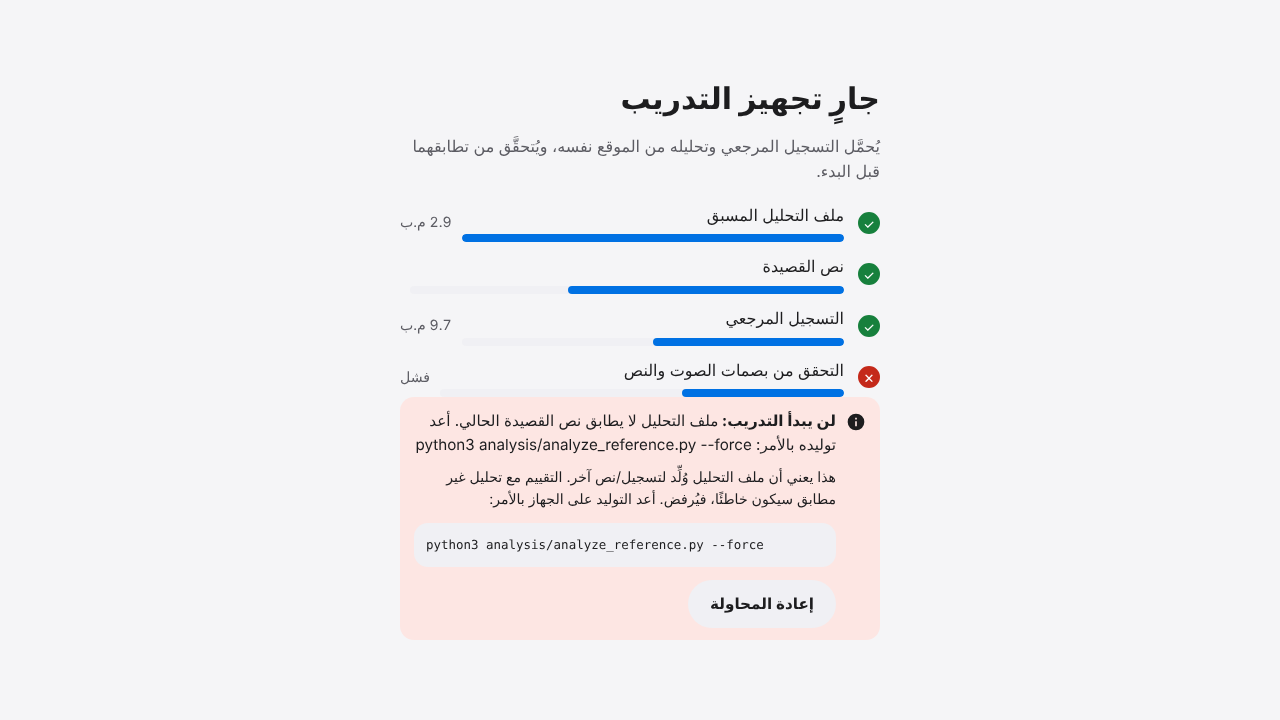 جارٍ تجهيز التدريب
يُحمَّل التسجيل المرجعي وتحليله من الموقع نفسه، ويُتحقَّق من تطابقهما
قبل البدء.
ملف التحليل المسبق
2.9 م.ب
نص القصيدة
التسجيل المرجعي
9.7 م.ب
التحقق من بصمات الصوت والنص
فشل
لن يبدأ التدريب: ملف التحليل لا يطابق نص القصيدة الحالي. أعد
توليده بالأمر: python3 analysis/analyze_reference.py --force
هذا يعني أن ملف التحليل وُلِّد لتسجيل/نص آخر. التقييم مع تحليل غير
مطابق سيكون خاطئًا، فيُرفض. أعد التوليد على الجهاز بالأمر:
python3 analysis/analyze_reference.py --force
إعادة المحاولة